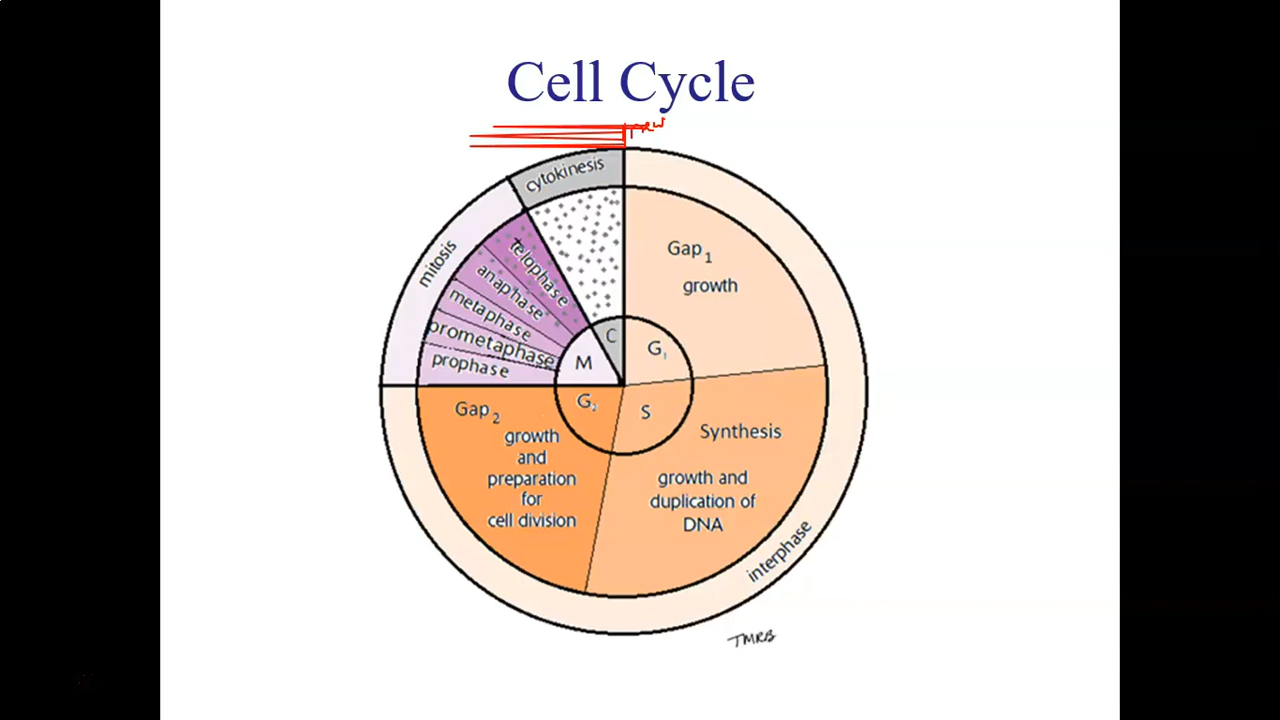 Cell Cycle
cytokinesis
mitosis
telophase
anaphase
metaphase
prometaphase
prophase
Gap1
growth
C
M
G1
G2
S
Gap2
growth
and
preparation
for
cell division
Synthesis
growth and
duplication of
DNA
interphase
TMRB